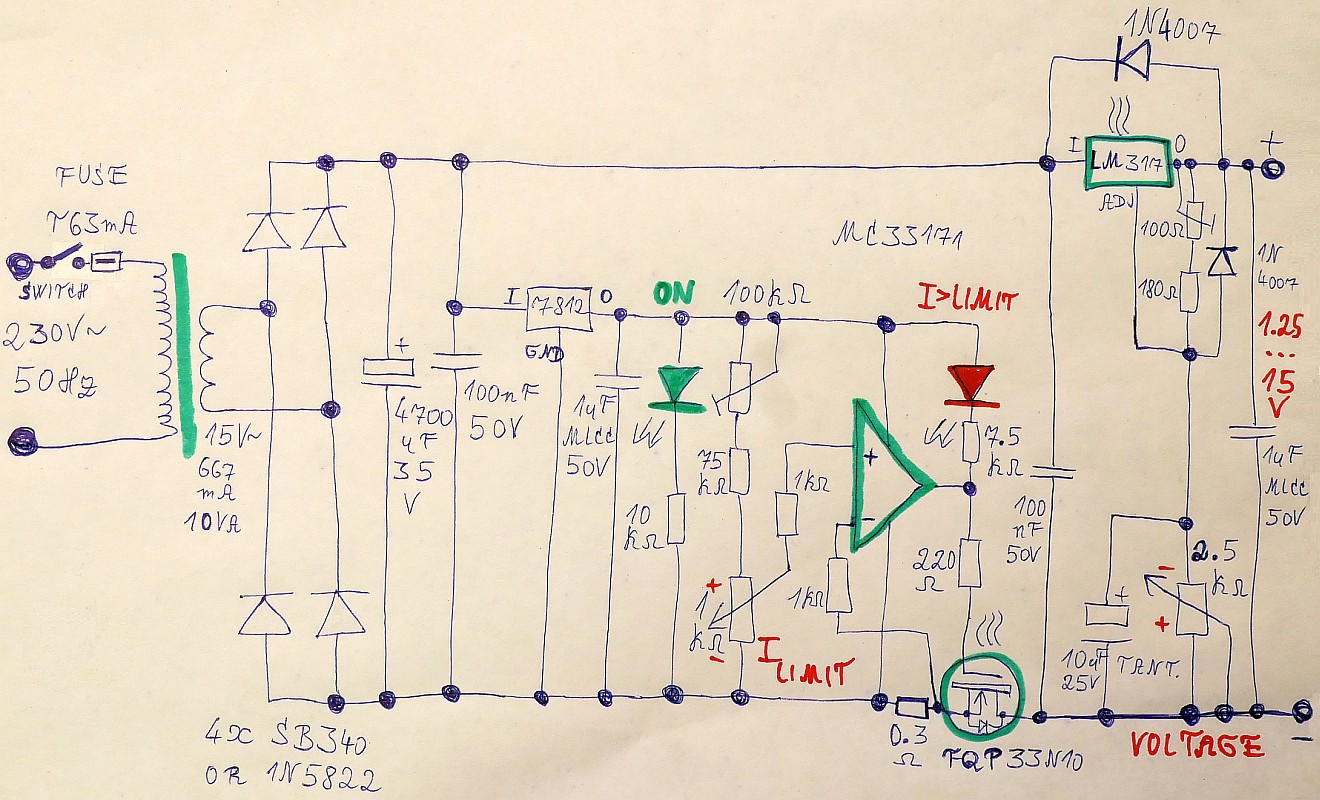 1N4007
FUSE
T63mA
SWITCH
230V~
50Hz
15V~
667
mA
10VA
4x SB340
OR 1N5822
+
4700
uF
35
V
100nF
50V
I
7812
O
GND
1uF
MLCC
50V
ON
10
kΩ
100kΩ
75
kΩ
+
1
kΩ
-
I LIMIT
1kΩ
1kΩ
MC33171
+
-
I>LIMIT
7.5
kΩ
220
Ω
0.3
Ω
FQP33N10
100
nF
50V
I
LM317
O
ADJ
+
100Ω
180Ω
1N
4007
1.25
...
15
V
1uF
MLCC
50V
+
10uF TANT.
25V
2.5
kΩ
-
+
VOLTAGE
-